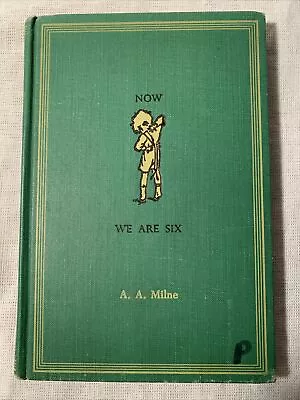 NOW
WE ARE SIX
A. A. Milne
P